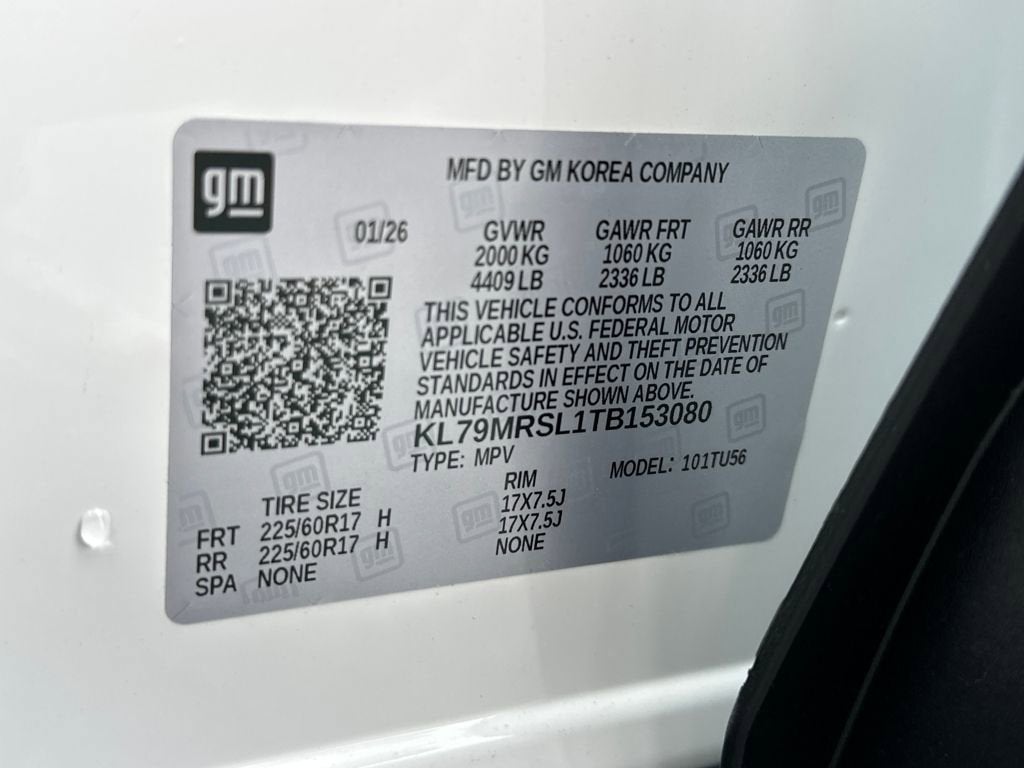 gm
MFD BY GM KOREA COMPANY
01/26 GVWR GAWR FRT GAWR RR
2000 KG 1060 KG 1060 KG
4409 LB 2336 LB 2336 LB
THIS VEHICLE CONFORMS TO ALL
APPLICABLE U.S. FEDERAL MOTOR
VEHICLE SAFETY AND THEFT PREVENTION
STANDARDS IN EFFECT ON THE DATE OF
MANUFACTURE SHOWN ABOVE.
KL79MRSL1TB153080
TYPE: MPV MODEL: 101TU56
TIRE SIZE RIM
FRT 225/60R17 H 17X7.5J
RR 225/60R17 H 17X7.5J
SPA NONE NONE